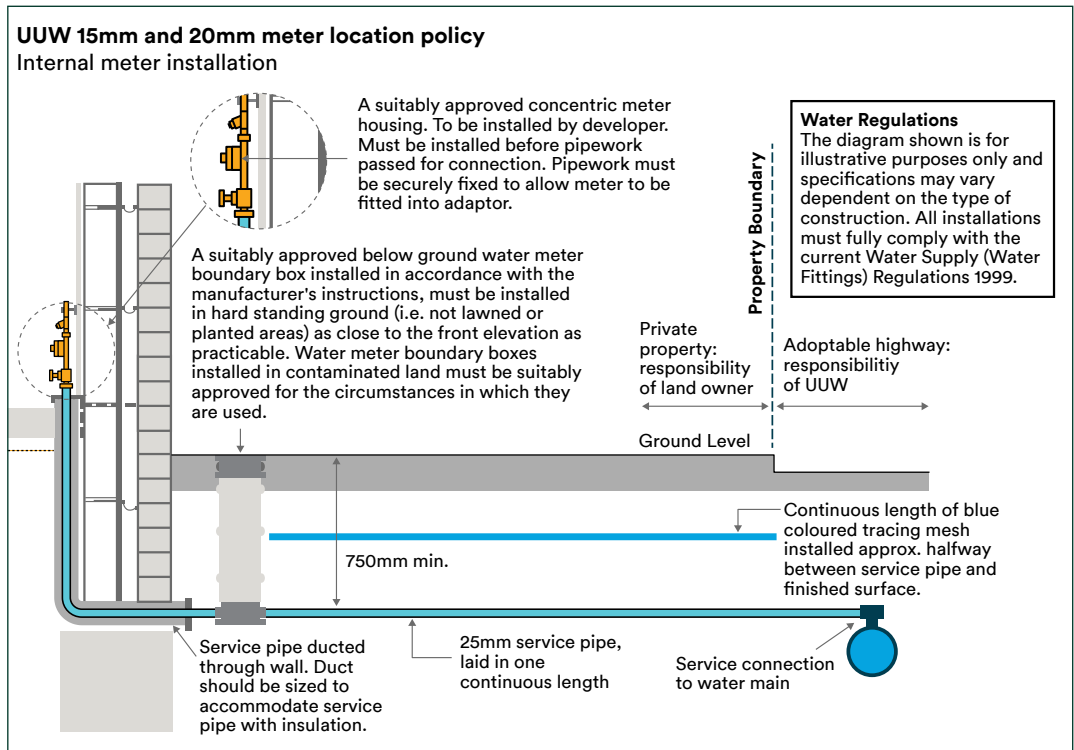 UUW 15mm and 20mm meter location policy
Internal meter installation
A suitably approved concentric meter
housing. To be installed by developer.
Must be installed before pipework
passed for connection. Pipework must
be securely fixed to allow meter to be
fitted into adaptor.
Water Regulations
The diagram shown is for
illustrative purposes only and
specifications may vary
dependent on the type of
construction. All installations
must fully comply with the
current Water Supply (Water
Fittings) Regulations 1999.
Property Boundary
A suitably approved below ground water meter
boundary box installed in accordance with the
manufacturer's instructions, must be installed
in hard standing ground (i.e. not lawned or
planted areas) as close to the front elevation as
practicable. Water meter boundary boxes
installed in contaminated land must be suitably
approved for the circumstances in which they
are used.
Private
property:
responsibility
of land owner
Adoptable highway:
responsibilitiy
of UUW
Ground Level
Continuous length of blue
coloured tracing mesh
installed approx. halfway
between service pipe and
finished surface.
750mm min.
Service pipe ducted
through wall. Duct
should be sized to
accommodate service
pipe with insulation.
25mm service pipe,
laid in one
continuous length
Service connection
to water main